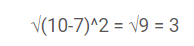 √(10-7)^2 = √9 = 3